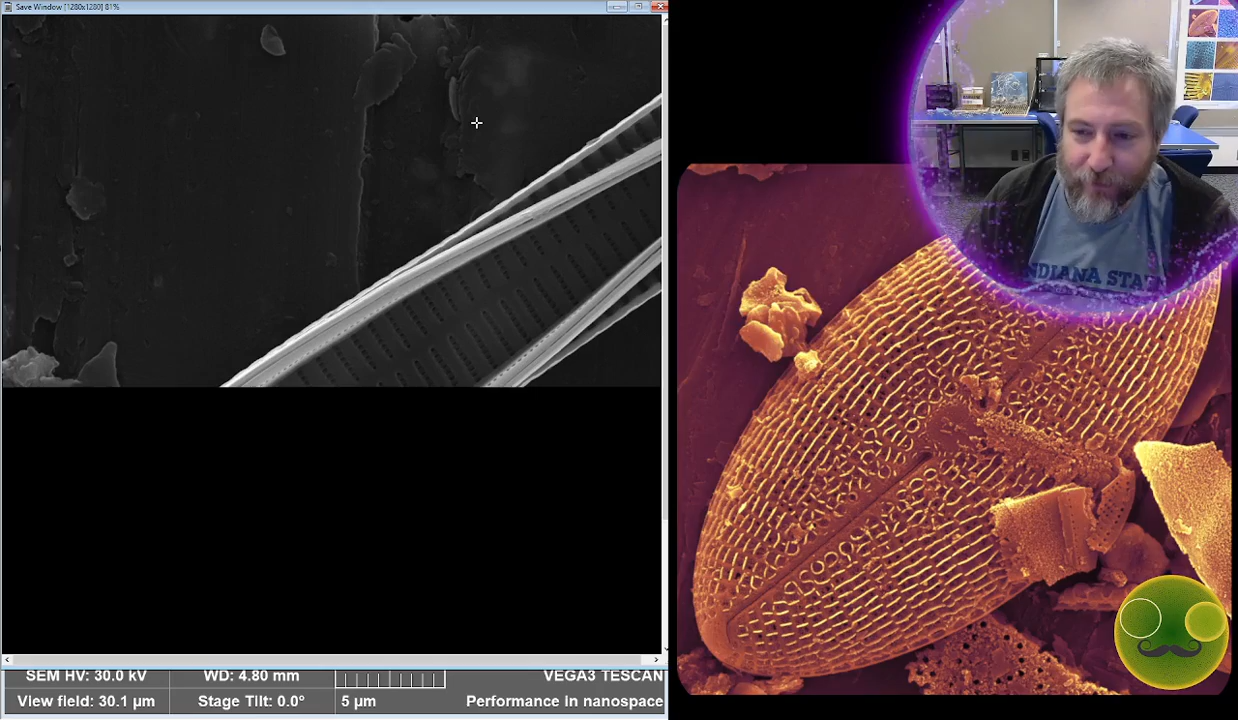 Save Window [1280x1280] 81%
SEM HV: 30.0 kV
WD: 4.80 mm
VEGA3 TESCAN
View field: 30.1 µm
Stage Tilt: 0.0°
5 µm
Performance in nanospace
INDIANA STA